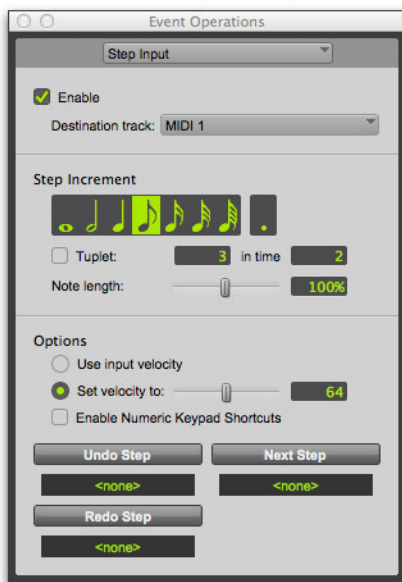 Event Operations
Step Input
Enable
Destination track: MIDI 1
Step Increment
Tuplet: 3 in time 2
Note length: 100%
Options
Use input velocity
Set velocity to: 64
Enable Numeric Keypad Shortcuts
Undo Step Next Step
<none> <none>
Redo Step
<none>